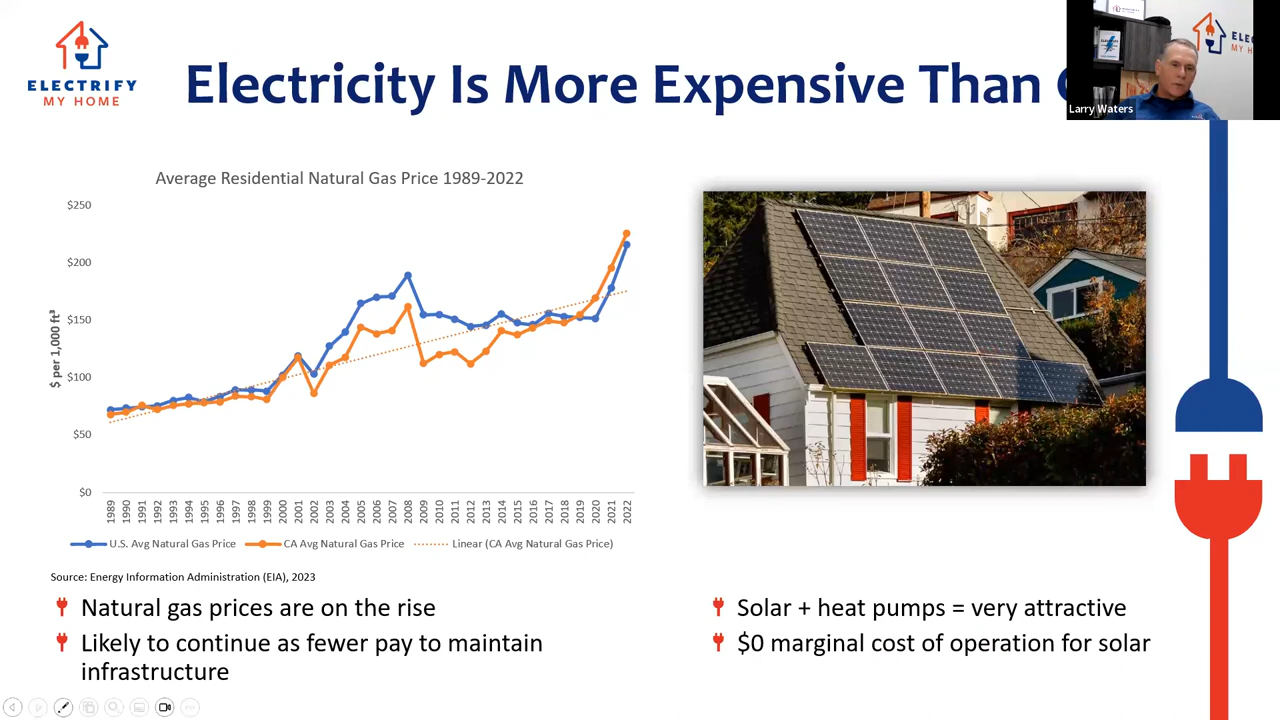 ELECTRIFY
MY HOME
Electricity Is More Expensive Than
Larry Waters
Average Residential Natural Gas Price 1989-2022
$250
$200
$150
$100
$50
$0
$ per 1,000 ft³
1989 1990 1991 1992 1993 1994 1995 1996 1997 1998 1999 2000 2001 2002 2003 2004 2005 2006 2007 2008 2009 2010 2011 2012 2013 2014 2015 2016 2017 2018 2019 2020 2021 2022
U.S. Avg Natural Gas Price CA Avg Natural Gas Price Linear (CA Avg Natural Gas Price)
Source: Energy Information Administration (EIA), 2023
Natural gas prices are on the rise
Likely to continue as fewer pay to maintain
infrastructure
Solar + heat pumps = very attractive
$0 marginal cost of operation for solar